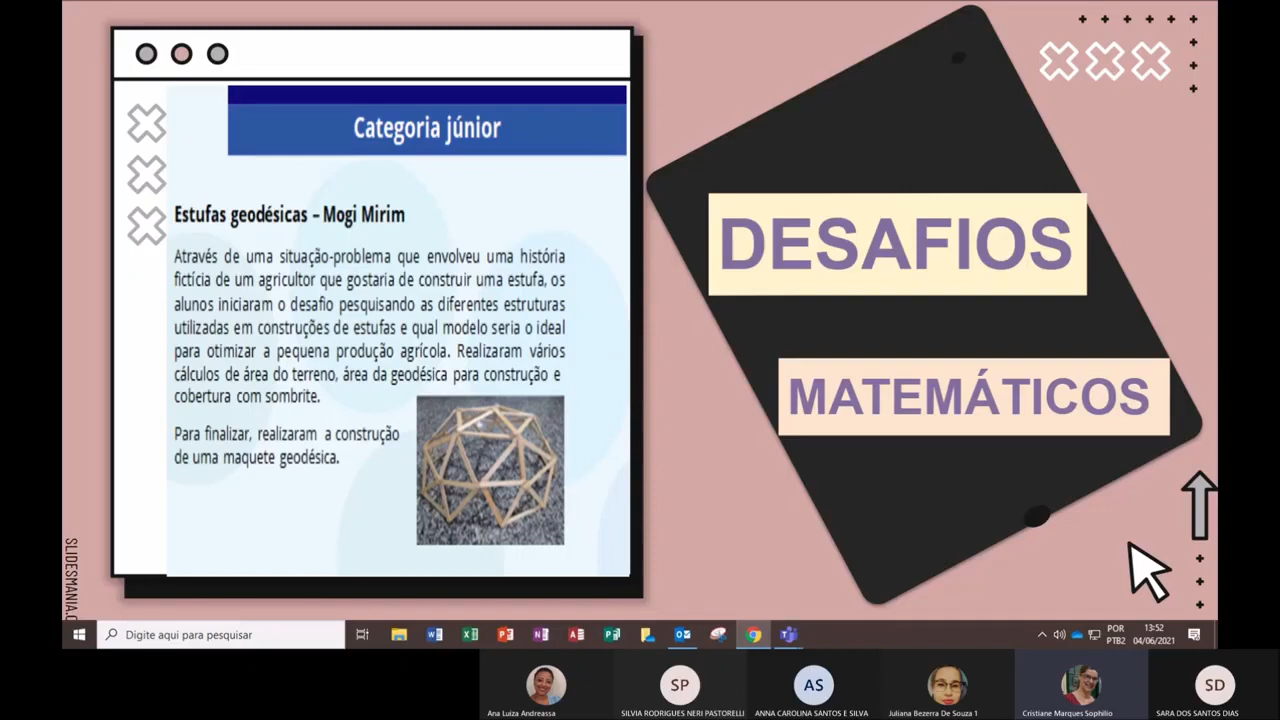 Categoria júnior
Estufas geodésicas – Mogi Mirim
Através de uma situação-problema que envolveu uma história
fictícia de um agricultor que gostaria de construir uma estufa, os
alunos iniciaram o desafio pesquisando as diferentes estruturas
utilizadas em construções de estufas e qual modelo seria o ideal
para otimizar a pequena produção agrícola. Realizaram vários
cálculos de área do terreno, área da geodésica para construção e
cobertura com sombrite.
Para finalizar, realizaram a construção
de uma maquete geodésica.
DESAFIOS
MATEMÁTICOS
Digite aqui para pesquisar
POR
PTB2
13:52
04/06/2021
SP
AS
SD
Ana Luiza Andreassa
SILVIA RODRIGUES NERI PASTORELLI
ANNA CAROLINA SANTOS E SILVA
Juliana Bezerra De Souza 1
Cristiane Marques Sophilio
SARA DOS SANTOS DIAS